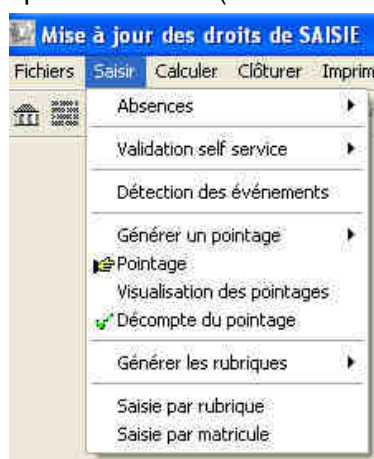 Mise à jour des droits de SAISIE
Fichiers Saisir Calculer Clôturer Imprim
Absences
Validation self service
Détection des événements
Générer un pointage
Pointage
Visualisation des pointages
Décompte du pointage
Générer les rubriques
Saisie par rubrique
Saisie par matricule